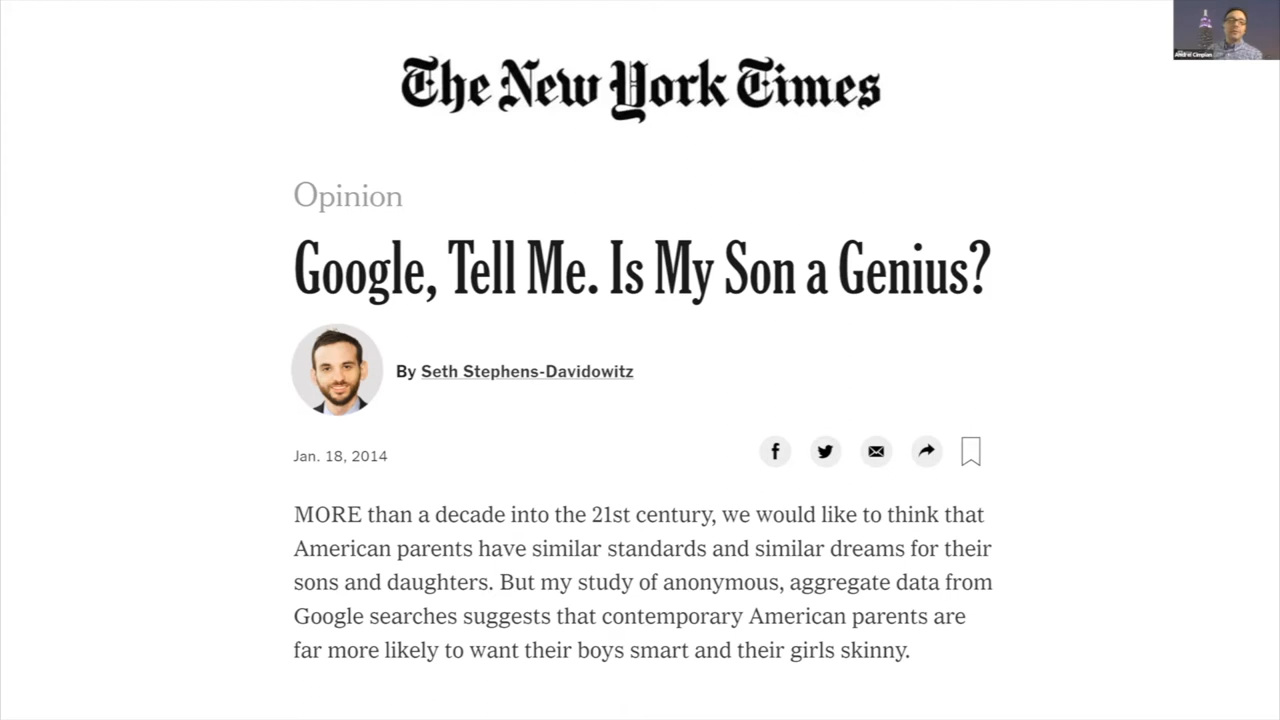 Andrei Cimpian
The New York Times
Opinion
Google, Tell Me. Is My Son a Genius?
By Seth Stephens-Davidowitz
Jan. 18, 2014
MORE than a decade into the 21st century, we would like to think that
American parents have similar standards and similar dreams for their
sons and daughters. But my study of anonymous, aggregate data from
Google searches suggests that contemporary American parents are
far more likely to want their boys smart and their girls skinny.